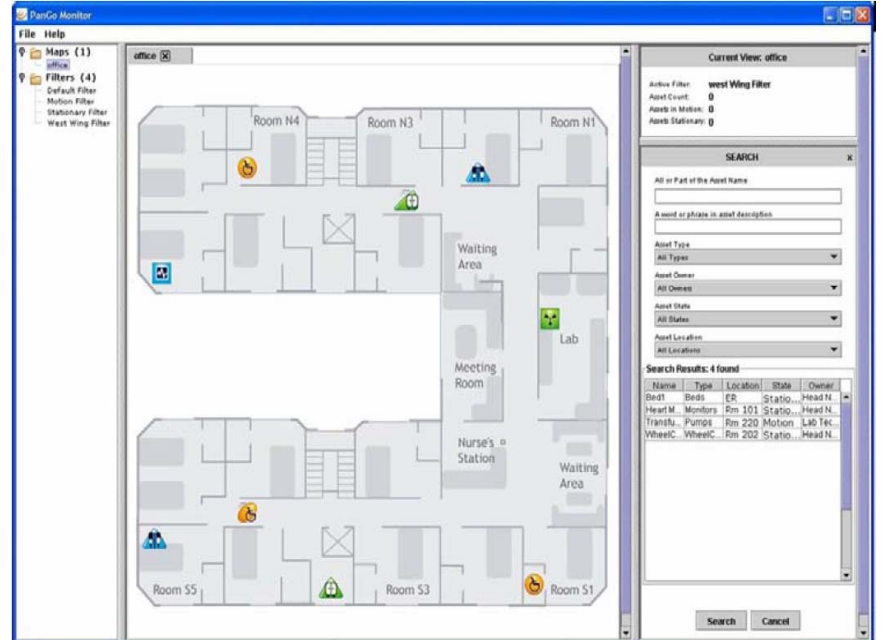 PanGo Monitor
File Help
Maps (1)
office
Filters (4)
Default Filter
Motion Filter
Stationary Filter
West Wing Filter
office
Room N4
Room N3
Room N1
Waiting
Area
Lab
Meeting
Room
Nurse's
Station
Waiting
Area
Room S5
Room S3
Room S1
Current View: office
Active Filter: west Wing Filter
Asset Count: 0
Assets in Motion: 0
Assets Stationary: 0
SEARCH x
All or Part of the Asset Name
A word or phrase in asset description
Asset Type
All Types
Asset Owner
All Owners
Asset State
All States
Asset Location
All Locations
Search Results: 4 found
Name Type Location State Owner
Bed1 Beds ER Statio... Head N...
Heart M... Monitors Rm 101 Statio... Head N...
Transfu... Pumps Rm 220 Motion Lab Tec...
WheelC... WheelC... Rm 202 Statio... Head N...
Search Cancel